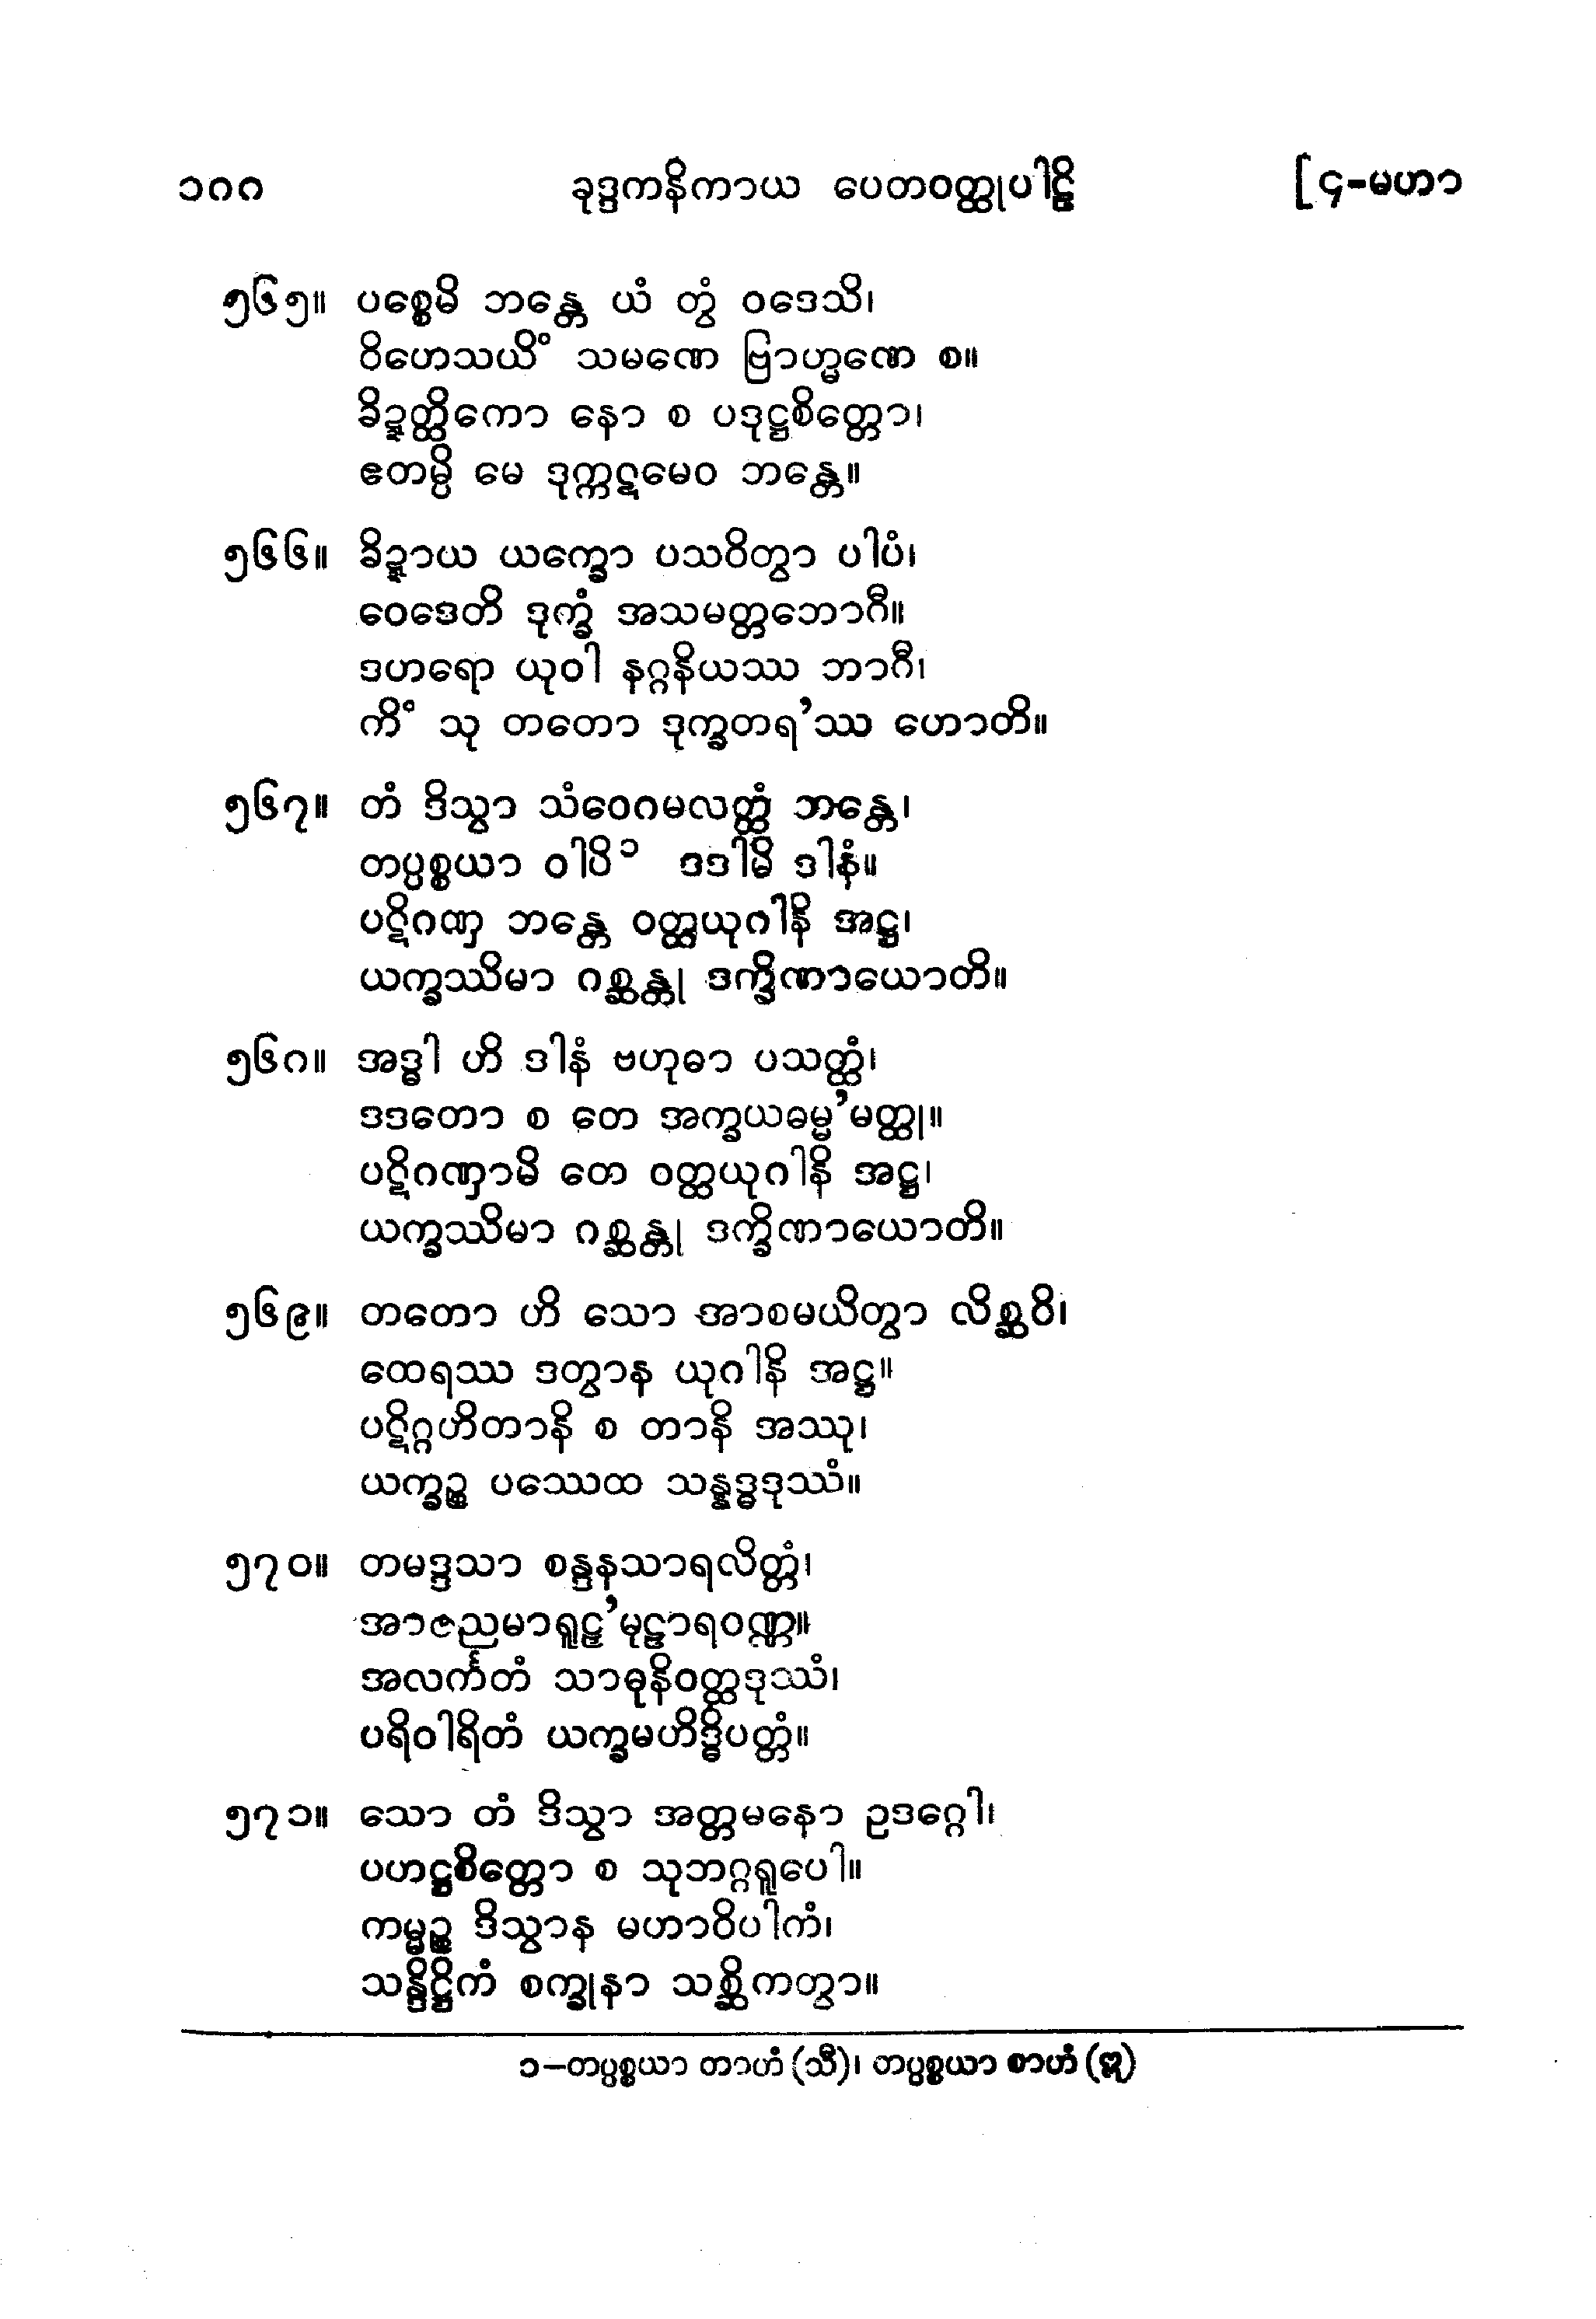 ၁၈၈ ခုဒ္ဒကနိကာယ ပေတဝတ္ထုပါဠိ [၄-မဟာ
၅၆၅။ ပစ္စေမိ ဘန္တေ ယံ တွံ ဝဒေသိ၊
ဝိဟေသယိံ သမဏေ ဗြာဟ္မဏေ စ။
ခိဍ္ဍတ္ထိကော နော စ ပဒုဋ္ဌစိတ္တော၊
ဧတမ္ပိ မေ ဒုက္ကဋမေဝ ဘန္တေ။
၅၆၆။ ခိဍ္ဍာယ ယက္ခော ပသဝိတွာ ပါပံ၊
ဝေဒေတိ ဒုက္ခံ အသမတ္တဘောဂီ။
ဒဟရော ယုဝါ နဂ္ဂနိယဿ ဘာဂီ၊
ကိံ သု တတော ဒုက္ခတရ’ဿ ဟောတိ။
၅၆၇။ တံ ဒိသွာ သံဝေဂမလတ္ထံ ဘန္တေ၊
တပ္ပစ္စယာ ဝါပိ ၁ ဒဒါမိ ဒါနံ။
ပဋိဂဏှ ဘန္တေ ဝတ္ထယုဂါနိ အဋ္ဌ၊
ယက္ခဿိမာ ဂစ္ဆန္တု ဒက္ခိဏာယောတိ။
၅၆၈။ အဒ္ဓါ ဟိ ဒါနံ ဗဟုဓာ ပသတ္ထံ၊
ဒဒတော စ တေ အက္ခယဓမ္မ’မတ္ထု။
ပဋိဂဏှာမိ တေ ဝတ္ထယုဂါနိ အဋ္ဌ၊
ယက္ခဿိမာ ဂစ္ဆန္တု ဒက္ခိဏာယောတိ။
၅၆၉။ တတော ဟိ သော အာစမယိတွာ လိစ္ဆဝိ၊
ထေရဿ ဒတွာန ယုဂါနိ အဋ္ဌ။
ပဋိဂ္ဂဟိတာနိ စ တာနိ အဿု၊
ယက္ခဉ္စ ပဿေထ သန္နဒ္ဓဒုဿံ။
၅၇၀။ တမဒ္ဒသာ စန္ဒနသာရလိတ္တံ၊
အာဇညမာရူဠှ’မုဠာရဝဏ္ဏံ။
အလင်္ကတံ သာဓုနိဝတ္ထဒုဿံ၊
ပရိဝါရိတံ ယက္ခမဟိဒ္ဓိပတ္တံ။
၅၇၁။ သော တံ ဒိသွာ အတ္တမနော ဥဒဂ္ဂေါ၊
ပဟဋ္ဌစိတ္တော စ သုဘဂ္ဂရူပေါ။
ကမ္မဉ္စ ဒိသွာန မဟာဝိပါကံ၊
သန္ဒိဋ္ဌိကံ စက္ခုနာ သစ္ဆိကတွာ။
၁–တပ္ပစ္စယာ တာဟံ (သီ)၊ တပ္ပစ္စယာ စာဟံ (ဣ)